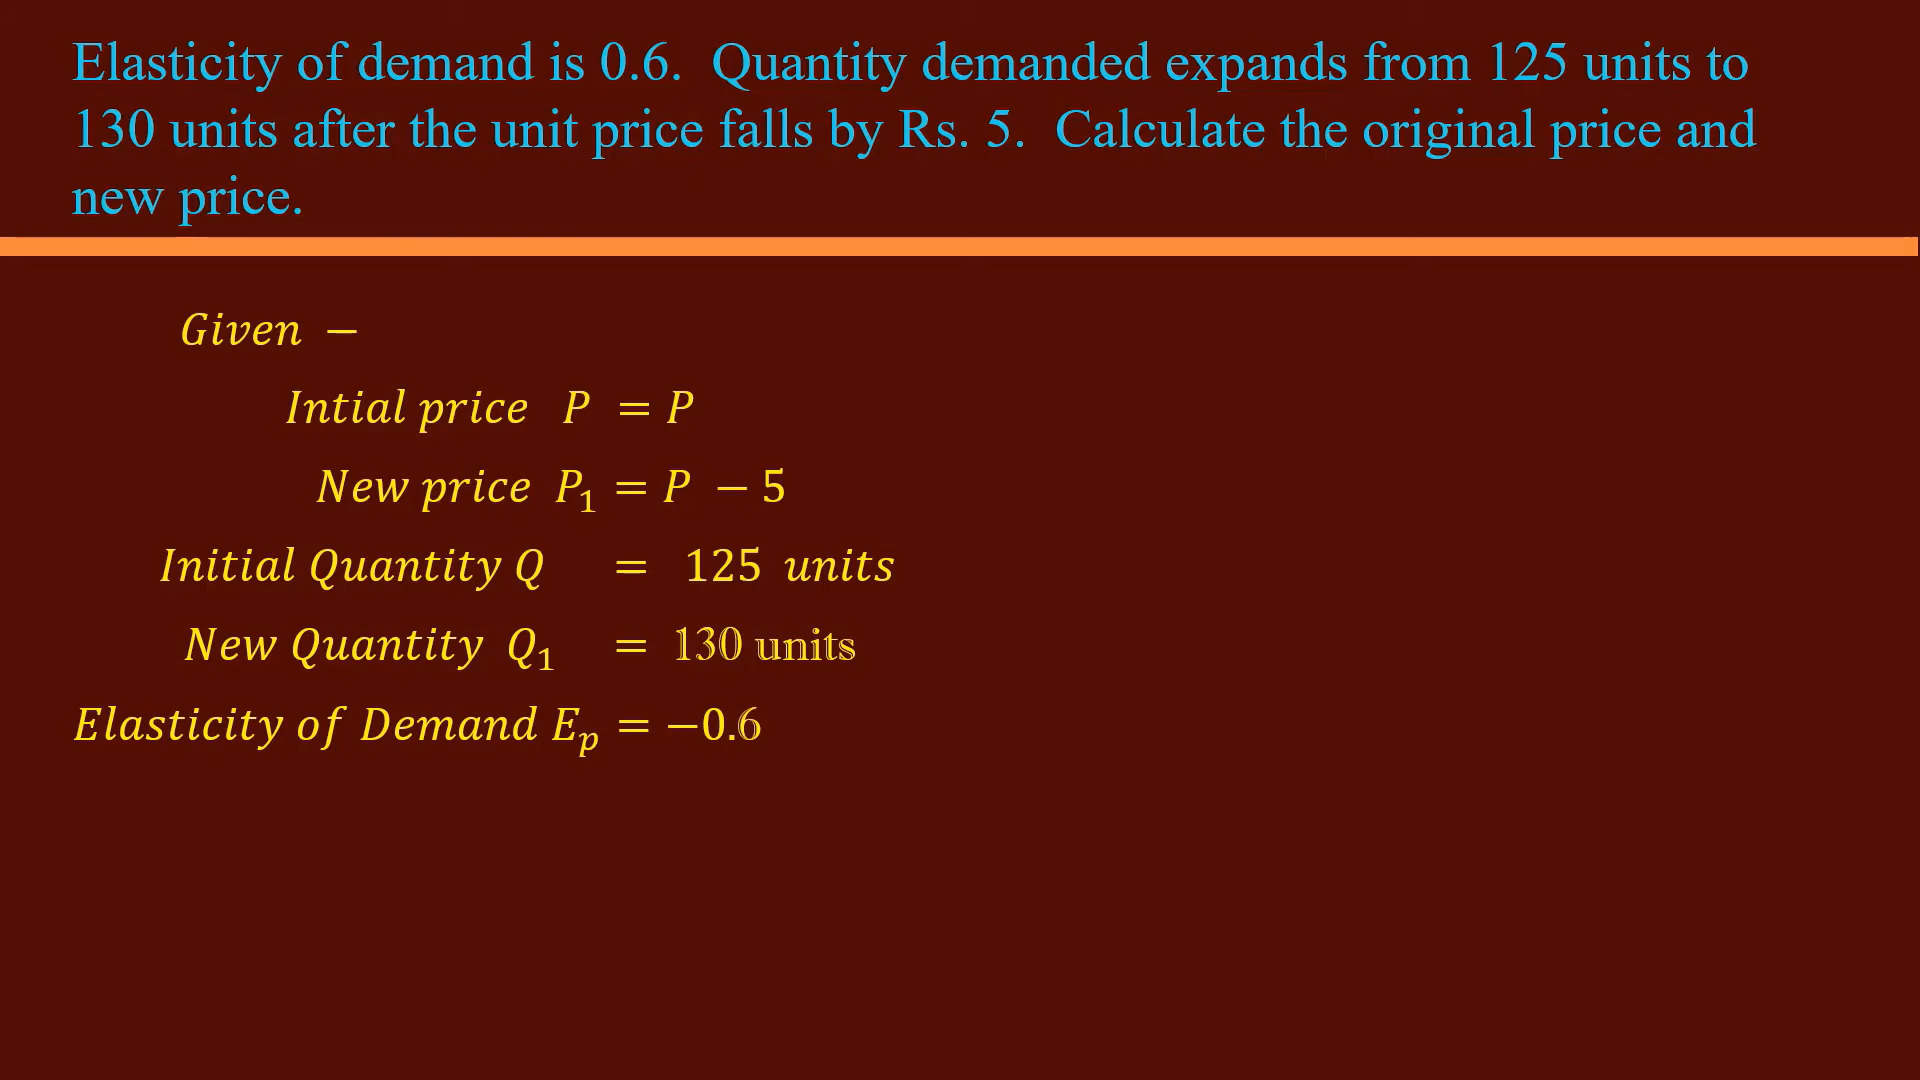 Elasticity of demand is 0.6. Quantity demanded expands from 125 units to
130 units after the unit price falls by Rs. 5. Calculate the original price and
new price.
Given −
Intial price P = P
New price P₁ = P − 5
Initial Quantity Q = 125 units
New Quantity Q₁ = 130 units
Elasticity of Demand Eₚ = −0.6